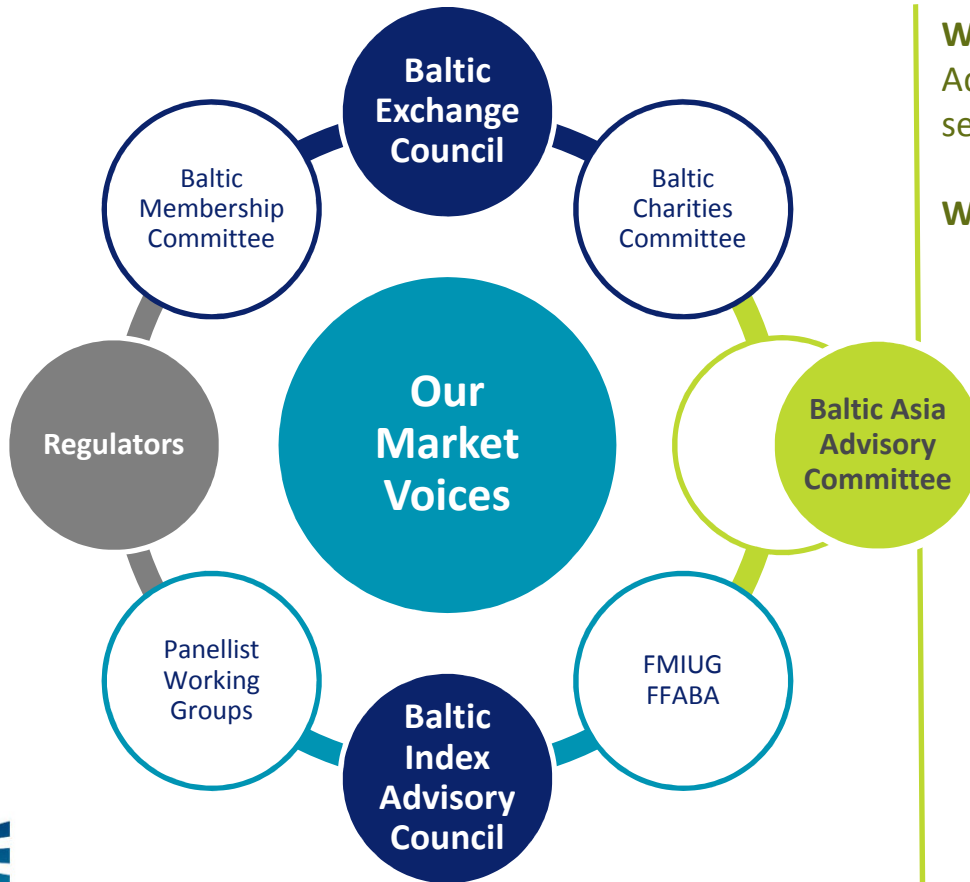 Baltic
Exchange
Council
Baltic
Membership
Committee
Baltic
Charities
Committee
Our
Market
Voices
Regulators
Baltic Asia
Advisory
Committee
Panellist
Working
Groups
FMIUG
FFABA
Baltic
Index
Advisory
Council